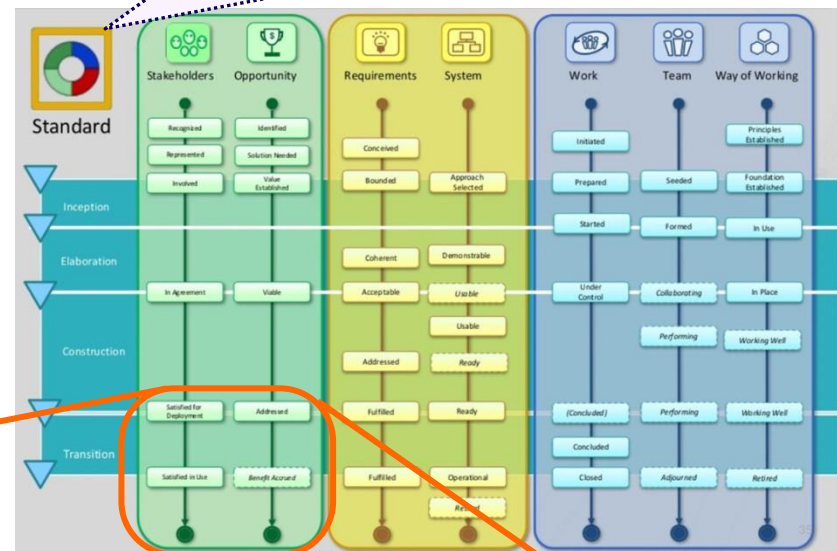 Standard
Stakeholders
Opportunity
Requirements
System
Work
Team
Way of Working
Recognized
Identified
Conceived
Initiated
Principles
Established
Represented
Solution Needed
Involved
Value
Established
Bounded
Approach
Selected
Prepared
Seeded
Foundation
Established
Inception
Started
Formed
In Use
Elaboration
Coherent
Demonstrable
In Agreement
Viable
Acceptable
Usable
Under
Control
Collaborating
In Place
Usable
Construction
Performing
Working Well
Addressed
Ready
Satisfied for
Deployment
Addressed
Fulfilled
Ready
(Concluded)
Performing
Working Well
Transition
Concluded
Satisfied in Use
Benefit Accrued
Fulfilled
Operational
Closed
Adjourned
Retired
Retired
35